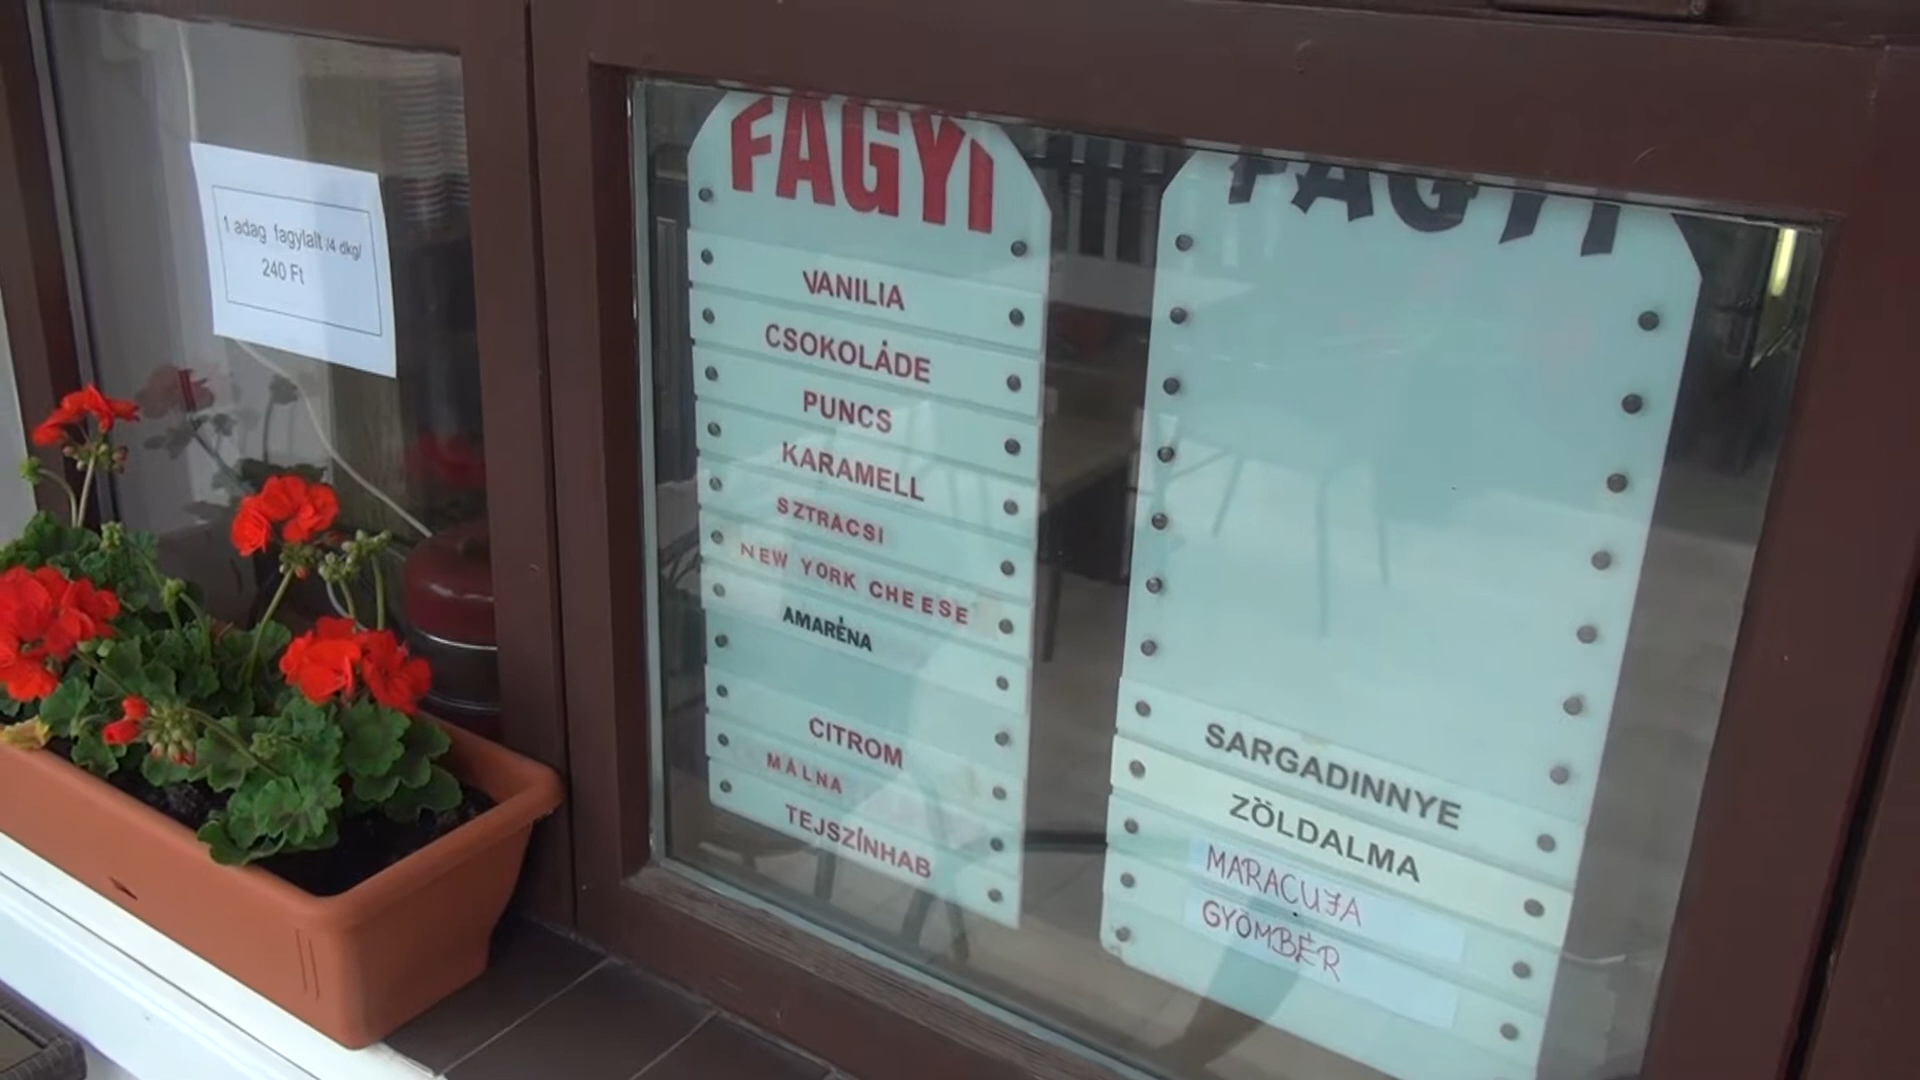 1 adag fagylalt /4 dkg/
240 Ft
FAGYI
VANILIA
CSOKOLÁDE
PUNCS
KARAMELL
SZTRACSI
NEW YORK CHEESE
AMARÉNA
CITROM
MÁLNA
TEJSZÍNHAB
FAGYI
SARGADINNYE
ZÖLDALMA
MARACUJA
GYÖMBÉR